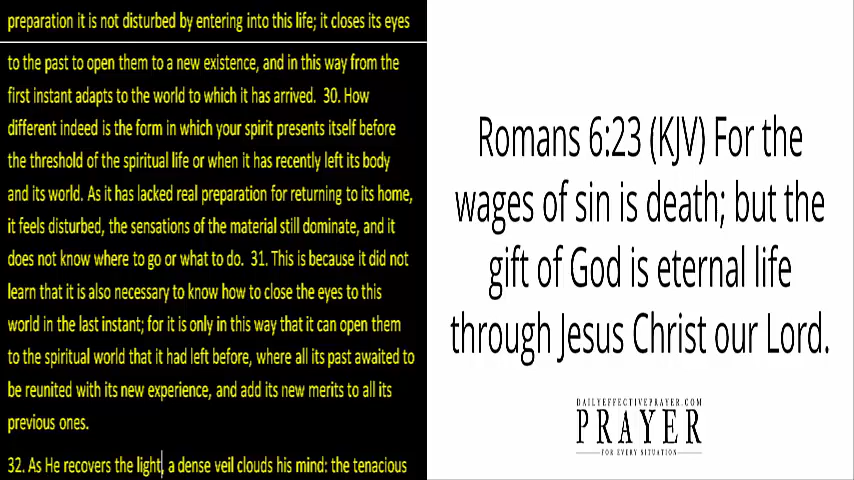 preparation it is not disturbed by entering into this life; it closes its eyes
to the past to open them to a new existence, and in this way from the
first instant adapts to the world to which it has arrived. 30. How
different indeed is the form in which your spirit presents itself before
the threshold of the spiritual life or when it has recently left its body
and its world. As it has lacked real preparation for returning to its home,
it feels disturbed, the sensations of the material still dominate, and it
does not know where to go or what to do. 31. This is because it did not
learn that it is also necessary to know how to close the eyes to this
world in the last instant; for it is only in this way that it can open them
to the spiritual world that it had left before, where all its past awaited to
be reunited with its new experience, and add its new merits to all its
previous ones.
32. As He recovers the light, a dense veil clouds his mind: the tenacious
Romans 6:23 (KJV) For the
wages of sin is death; but the
gift of God is eternal life
through Jesus Christ our Lord.
DAILYEFFECTIVEPRAYER.COM
PRAYER
FOR EVERY SITUATION